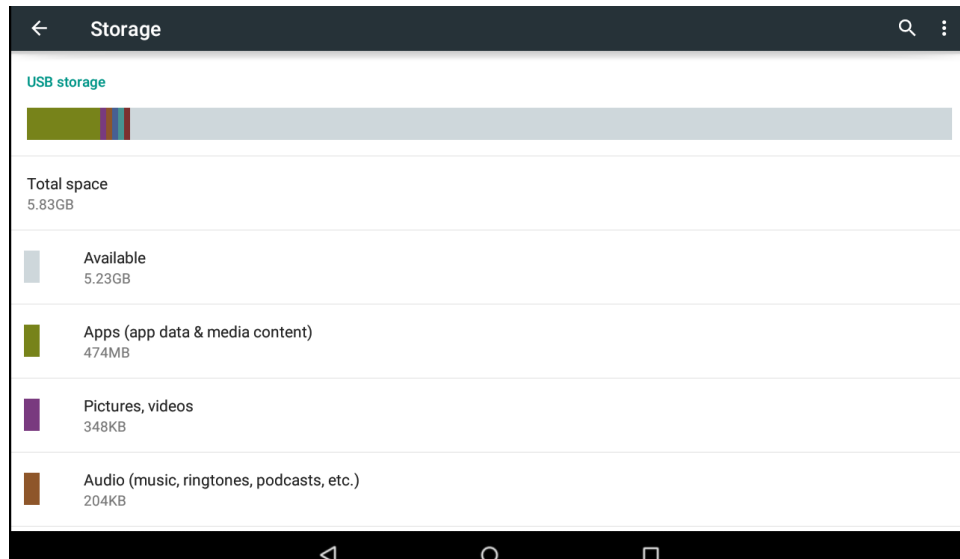 Storage
USB storage
Total space
5.83GB
Available
5.23GB
Apps (app data & media content)
474MB
Pictures, videos
348KB
Audio (music, ringtones, podcasts, etc.)
204KB